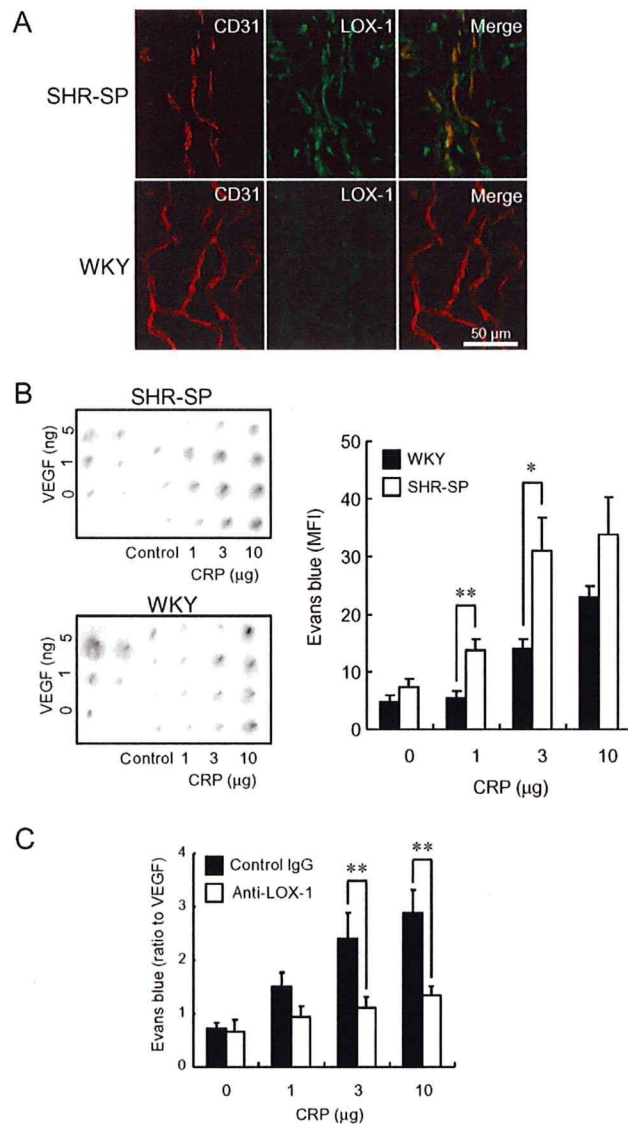 A
CD31 LOX-1 Merge
SHR-SP
CD31 LOX-1 Merge
WKY
50 µm
B
SHR-SP
VEGF (ng)
5
1
0
Control 1 3 10
CRP (µg)
WKY
VEGF (ng)
5
1
0
Control 1 3 10
CRP (µg)
Evans blue (MFI)
50
40
30
20
10
0
WKY
SHR-SP
**
*
0 1 3 10
CRP (µg)
C
Evans blue (ratio to VEGF)
4
3
2
1
0
Control IgG
Anti-LOX-1
** **
0 1 3 10
CRP (µg)